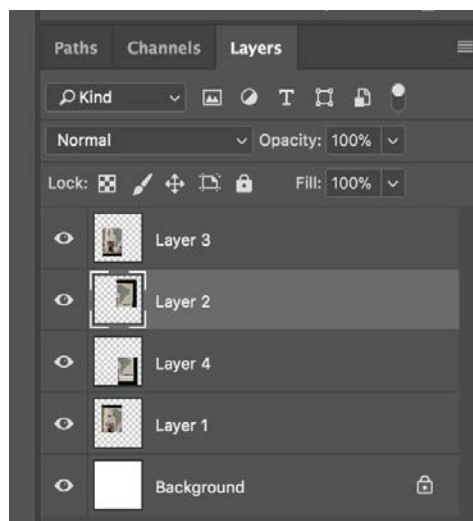 Paths Channels Layers
Kind
Normal Opacity: 100%
Lock: Fill: 100%
Layer 3
Layer 2
Layer 4
Layer 1
Background